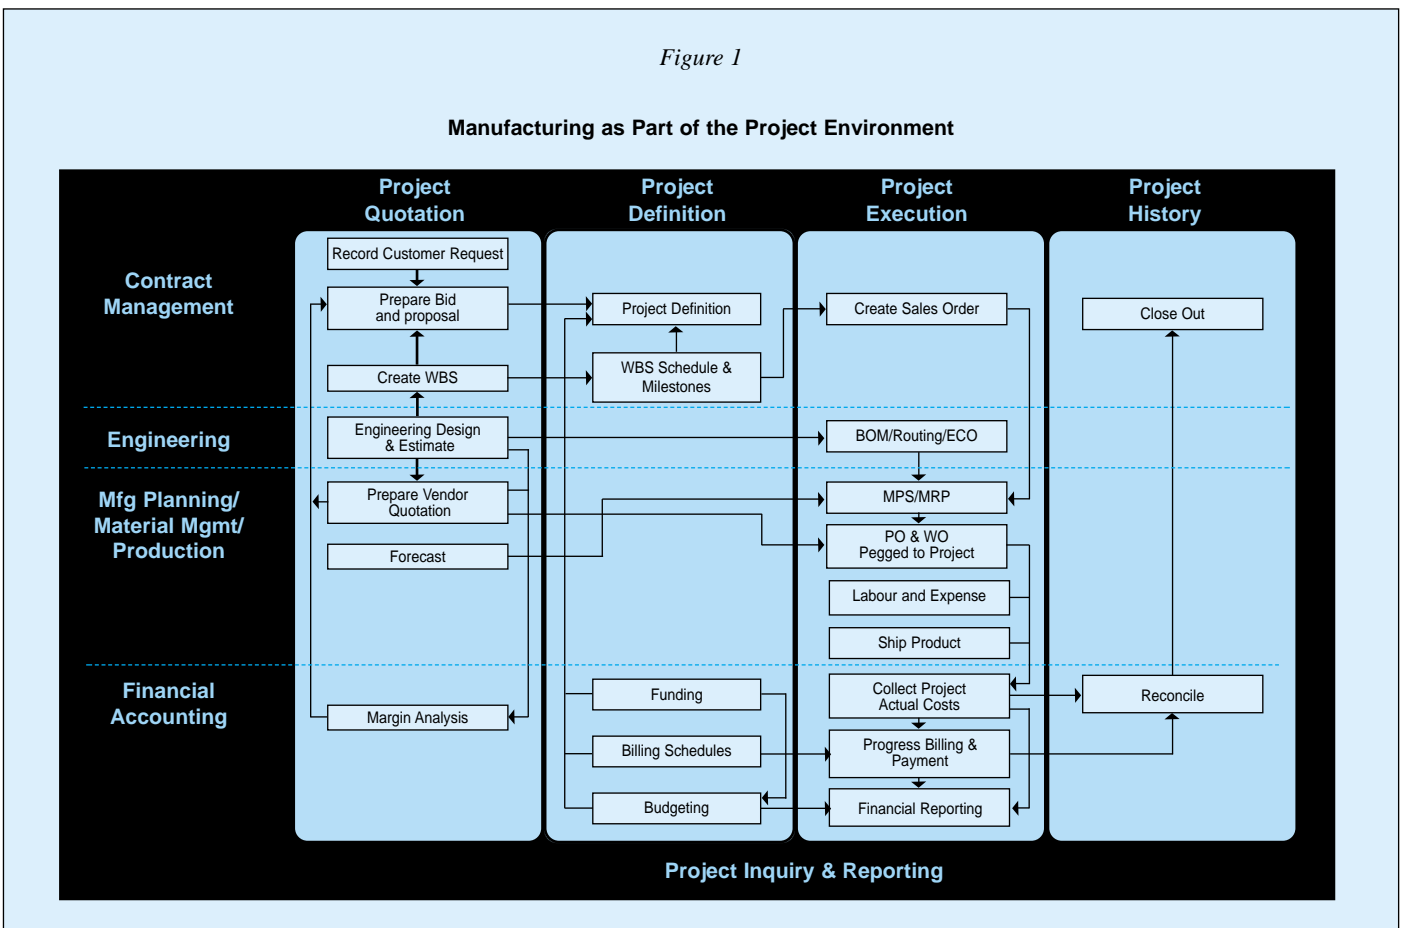 Figure 1
Manufacturing as Part of the Project Environment
Project
Quotation
Project
Definition
Project
Execution
Project
History
Contract
Management
Record Customer Request
Prepare Bid
and proposal
Project Definition
Create Sales Order
Close Out
Create WBS
WBS Schedule &
Milestones
Engineering
Engineering Design
& Estimate
BOM/Routing/ECO
Mfg Planning/
Material Mgmt/
Production
Prepare Vendor
Quotation
MPS/MRP
Forecast
PO & WO
Pegged to Project
Labour and Expense
Ship Product
Financial
Accounting
Margin Analysis
Funding
Collect Project
Actual Costs
Reconcile
Billing Schedules
Progress Billing &
Payment
Budgeting
Financial Reporting
Project Inquiry & Reporting